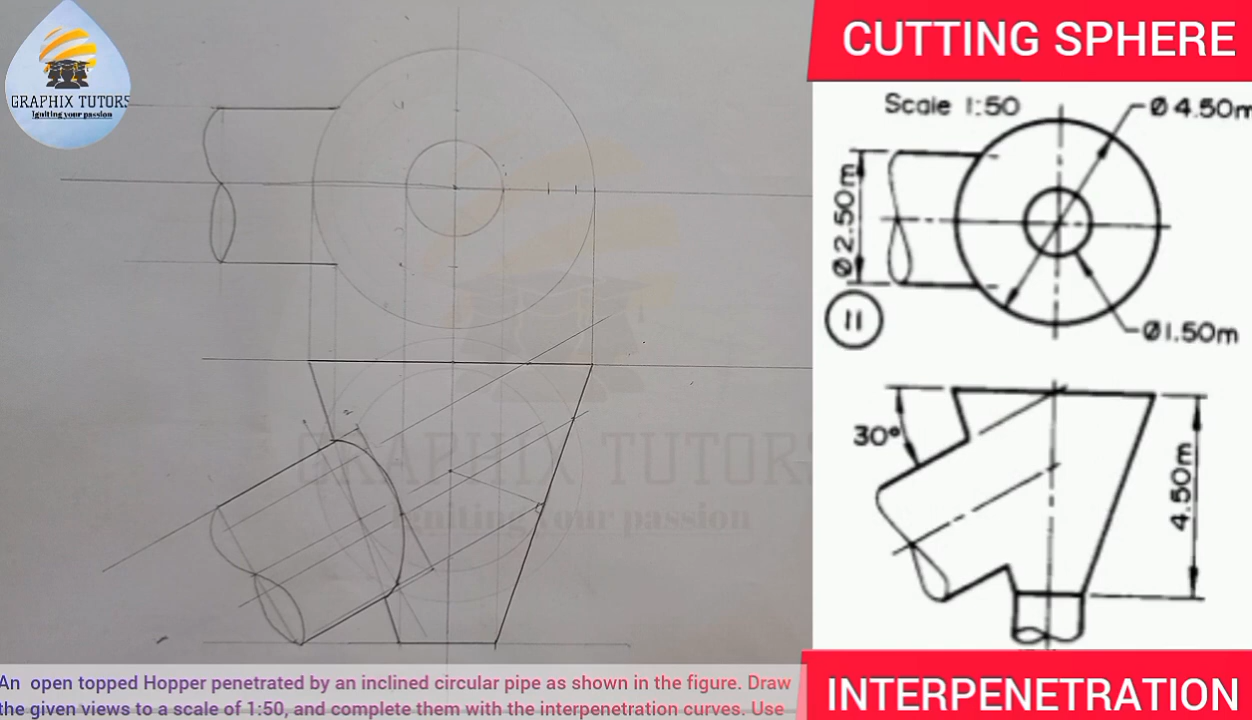 GRAPHIX TUTORS
Igniting your passion
CUTTING SPHERE
Scale 1:50
Ø 4.50m
Ø2.50m
11
Ø1.50m
30°
4.50m
GRAPHIX TUTORS
Igniting your passion
An open topped Hopper penetrated by an inclined circular pipe as shown in the figure. Draw
the given views to a scale of 1:50, and complete them with the interpenetration curves. Use
INTERPENETRATION